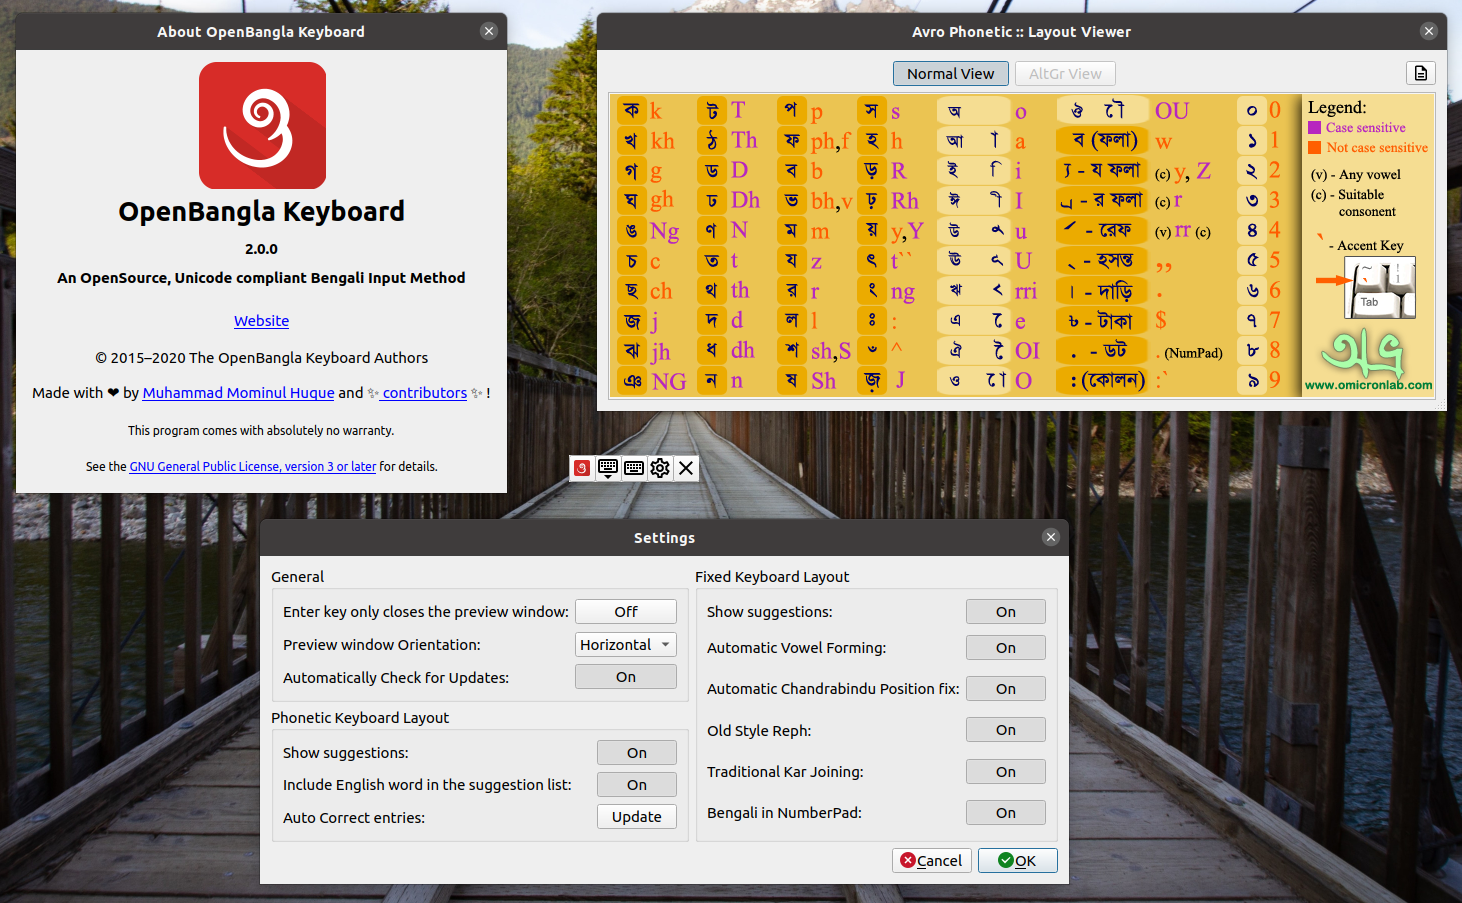 About OpenBangla Keyboard
OpenBangla Keyboard
2.0.0
An OpenSource, Unicode compliant Bengali Input Method
Website
© 2015–2020 The OpenBangla Keyboard Authors
Made with ❤ by Muhammad Mominul Huque and ✨ contributors ✨ !
This program comes with absolutely no warranty.
See the GNU General Public License, version 3 or later for details.
Avro Phonetic :: Layout Viewer
Normal View AltGr View
ক k ট T প p স s অ o ঔ ৌ OU ০ 0
খ kh ঠ Th ফ ph,f হ h আ া a ব (ফলা) w ১ 1
গ g ড D ব b ড় R ই ি i ্য - য ফলা (c) y, Z ২ 2
ঘ gh ঢ Dh ভ bh,v ঢ় Rh ঈ ী I ্র - র ফলা (c) r ৩ 3
ঙ Ng ণ N ম m য় y,Y উ ু u র্ - রেফ (v) rr (c) ৪ 4
চ c ত t য z ৎ t`` ঊ ূ U ্ - হসন্ত ,, ৫ 5
ছ ch থ th র r ং ng ঋ ৃ rri । - দাড়ি . ৬ 6
জ j দ d ল l ঃ : এ ে e ৳ - টাকা $ ৭ 7
ঝ jh ধ dh শ sh,S ঁ ^ ঐ ৈ OI . - ডট . (NumPad) ৮ 8
ঞ NG ন n ষ Sh জ় J ও ো O : (কোলন) :` ৯ 9
Legend:
Case sensitive
Not case sensitive
(v) - Any vowel
(c) - Suitable
consonent
` - Accent Key
~
`
!
1
Tab
অভ্র
www.omicronlab.com
Settings
General
Enter key only closes the preview window: Off
Preview window Orientation: Horizontal
Automatically Check for Updates: On
Phonetic Keyboard Layout
Show suggestions: On
Include English word in the suggestion list: On
Auto Correct entries: Update
Fixed Keyboard Layout
Show suggestions: On
Automatic Vowel Forming: On
Automatic Chandrabindu Position fix: On
Old Style Reph: On
Traditional Kar Joining: On
Bengali in NumberPad: On
Cancel OK